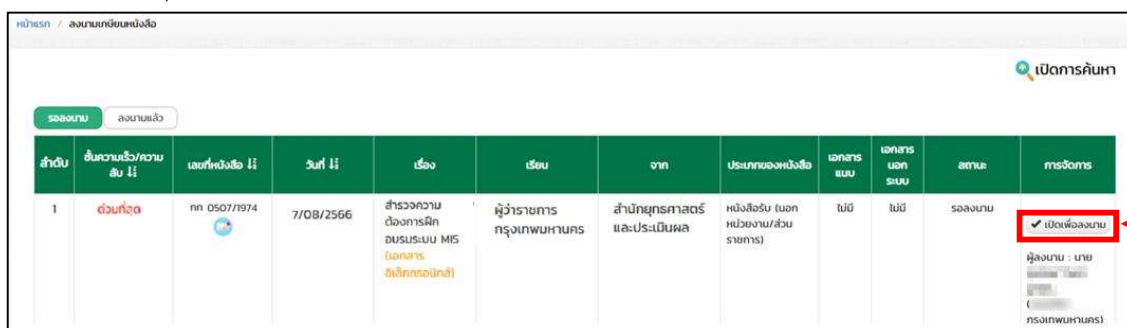 หน้าแรก / ลงนามเกษียนหนังสือ
เปิดการค้นหา
รอลงนาม ลงนามแล้ว
ลำดับ
ชั้นความเร็ว/ความ
ลับ
เลขที่หนังสือ
วันที่
เรื่อง
เรียน
จาก
ประเภทของหนังสือ
เอกสาร
แนบ
เอกสาร
นอก
ระบบ
สถานะ
การจัดการ
1
ด่วนที่สุด
กท 0507/1974
7/08/2566
สำรวจความ
ต้องการฝึก
อบรมระบบ MIS
(เอกสาร
อิเล็กทรอนิกส์)
ผู้ว่าราชการ
กรุงเทพมหานคร
สำนักยุทธศาสตร์
และประเมินผล
หนังสือรับ (นอก
หน่วยงาน/ส่วน
ราชการ)
ไม่มี
ไม่มี
รอลงนาม
เปิดเพื่อลงนาม
ผู้ลงนาม : นาย
(
กรุงเทพมหานคร)